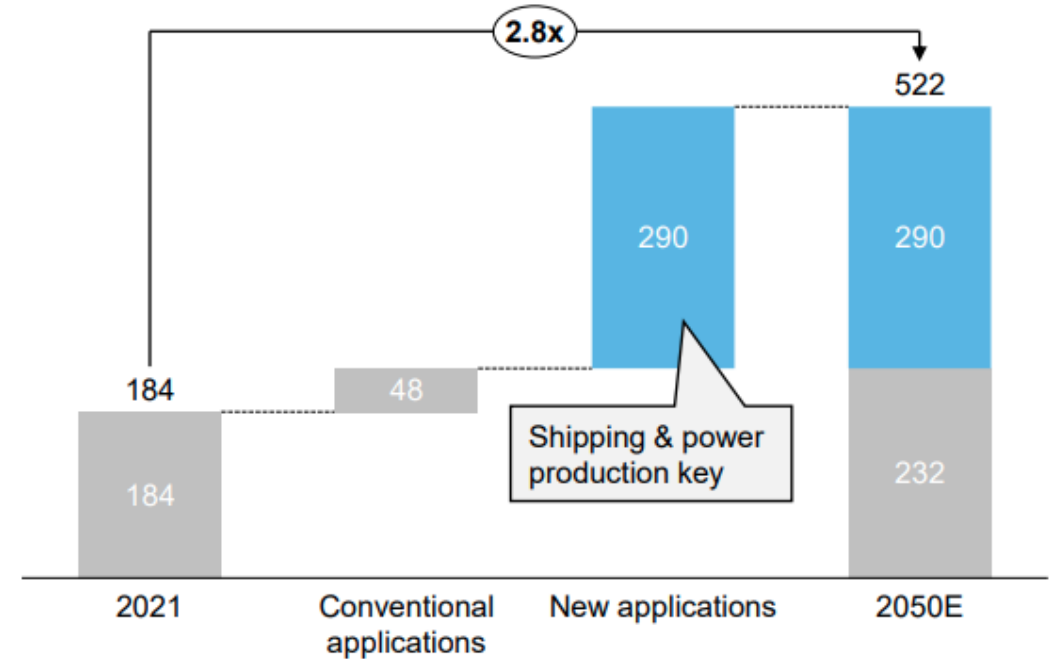 2.8x
522
290
290
184
48
Shipping & power
production key
184
232
2021
Conventional
applications
New applications
2050E